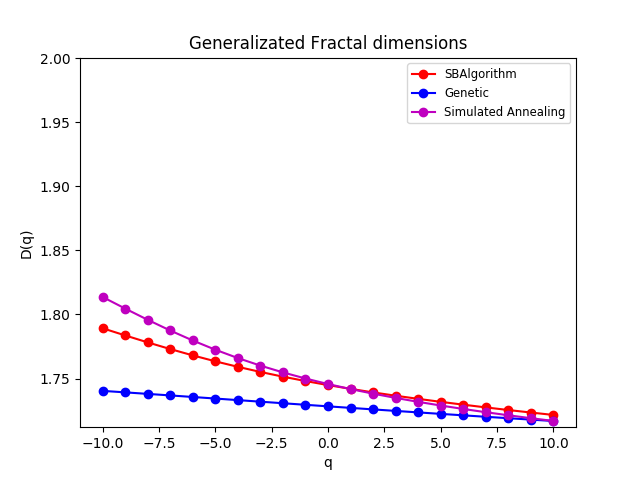 Generalizated Fractal dimensions
SBAlgorithm
Genetic
Simulated Annealing
2.00
1.95
1.90
1.85
1.80
1.75
D(q)
−10.0 −7.5 −5.0 −2.5 0.0 2.5 5.0 7.5 10.0
q